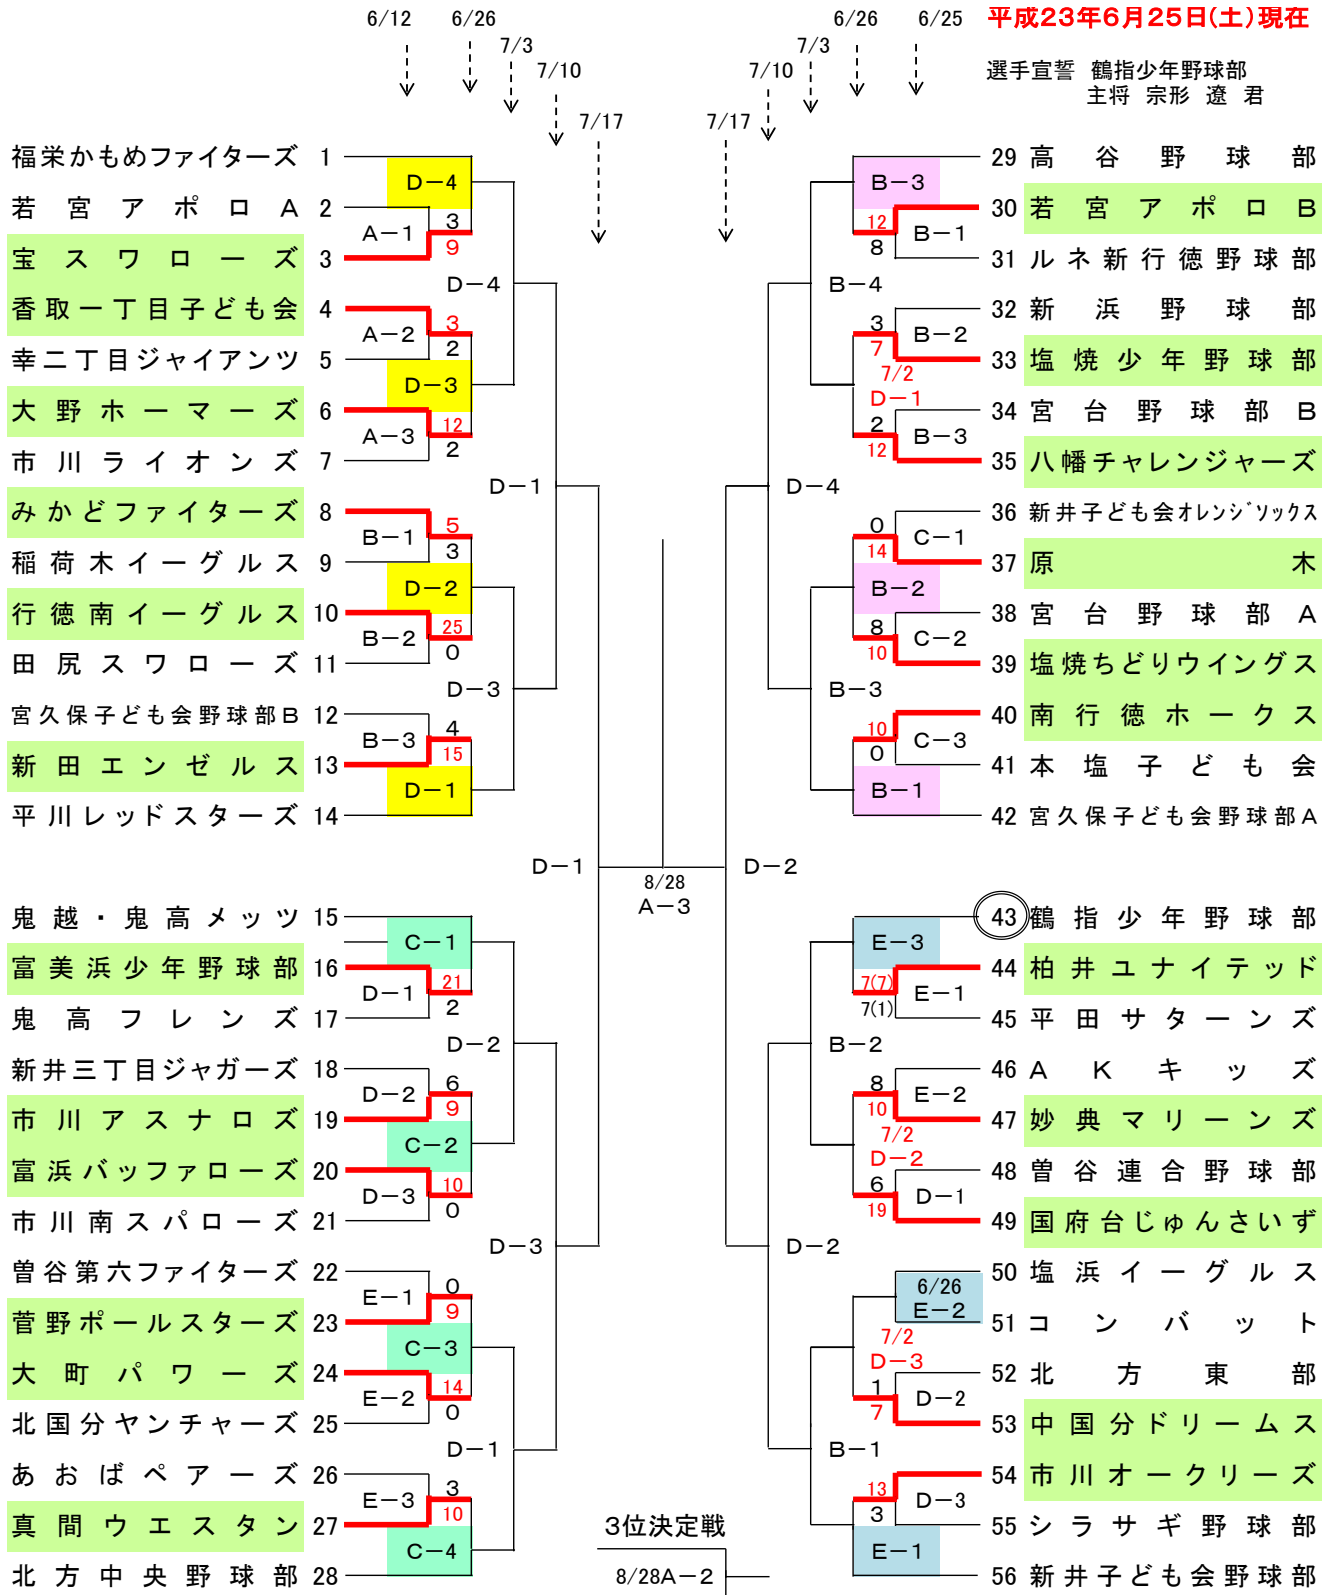 6/12
6/26
7/3
7/10
7/17
7/17
7/10
7/3
6/26
6/25
平成23年6月25日(土)現在
選手宣誓 鶴指少年野球部
主将 宗形 遼 君
福栄かもめファイターズ 1
若宮アポロA 2
宝スワローズ 3
香取一丁目子ども会 4
幸二丁目ジャイアンツ 5
大野ホーマーズ 6
市川ライオンズ 7
みかどファイターズ 8
稲荷木イーグルス 9
行徳南イーグルス 10
田尻スワローズ 11
宮久保子ども会野球部B 12
新田エンゼルス 13
平川レッドスターズ 14
鬼越・鬼高メッツ 15
富美浜少年野球部 16
鬼高フレンズ 17
新井三丁目ジャガーズ 18
市川アスナロズ 19
富浜バッファローズ 20
市川南スパローズ 21
曽谷第六ファイターズ 22
菅野ポールスターズ 23
大町パワーズ 24
北国分ヤンチャーズ 25
あおばペアーズ 26
真間ウエスタン 27
北方中央野球部 28
D-4
A-1
3
9
D-4
A-2
3
2
D-3
A-3
12
2
D-1
B-1
5
3
D-2
B-2
25
0
D-3
B-3
4
15
D-1
D-1
C-1
D-1
21
2
D-2
D-2
6
9
C-2
D-3
10
0
D-3
E-1
0
9
C-3
E-2
14
0
D-1
E-3
3
10
C-4
8/28
A-3
3位決定戦
8/28A-2
29 高谷野球部
30 若宮アポロB
31 ルネ新行徳野球部
32 新浜野球部
33 塩焼少年野球部
34 宮台野球部B
35 八幡チャレンジャーズ
36 新井子ども会オレンジソックス
37 原木
38 宮台野球部A
39 塩焼ちどりウイングス
40 南行徳ホークス
41 本塩子ども会
42 宮久保子ども会野球部A
43 鶴指少年野球部
44 柏井ユナイテッド
45 平田サターンズ
46 AKキッズ
47 妙典マリーンズ
48 曽谷連合野球部
49 国府台じゅんさいず
50 塩浜イーグルス
51 コンバット
52 北方東部
53 中国分ドリームス
54 市川オークリーズ
55 シラサギ野球部
56 新井子ども会野球部
B-3
12
8
B-1
B-4
3
7
B-2
7/2
D-1
2
12
B-3
D-4
0
14
C-1
B-2
8
10
C-2
B-3
10
0
C-3
B-1
D-2
E-3
7(7)
7(1)
E-1
B-2
8
10
E-2
7/2
D-2
6
19
D-1
D-2
6/26
E-2
7/2
D-3
1
7
D-2
B-1
13
3
D-3
E-1